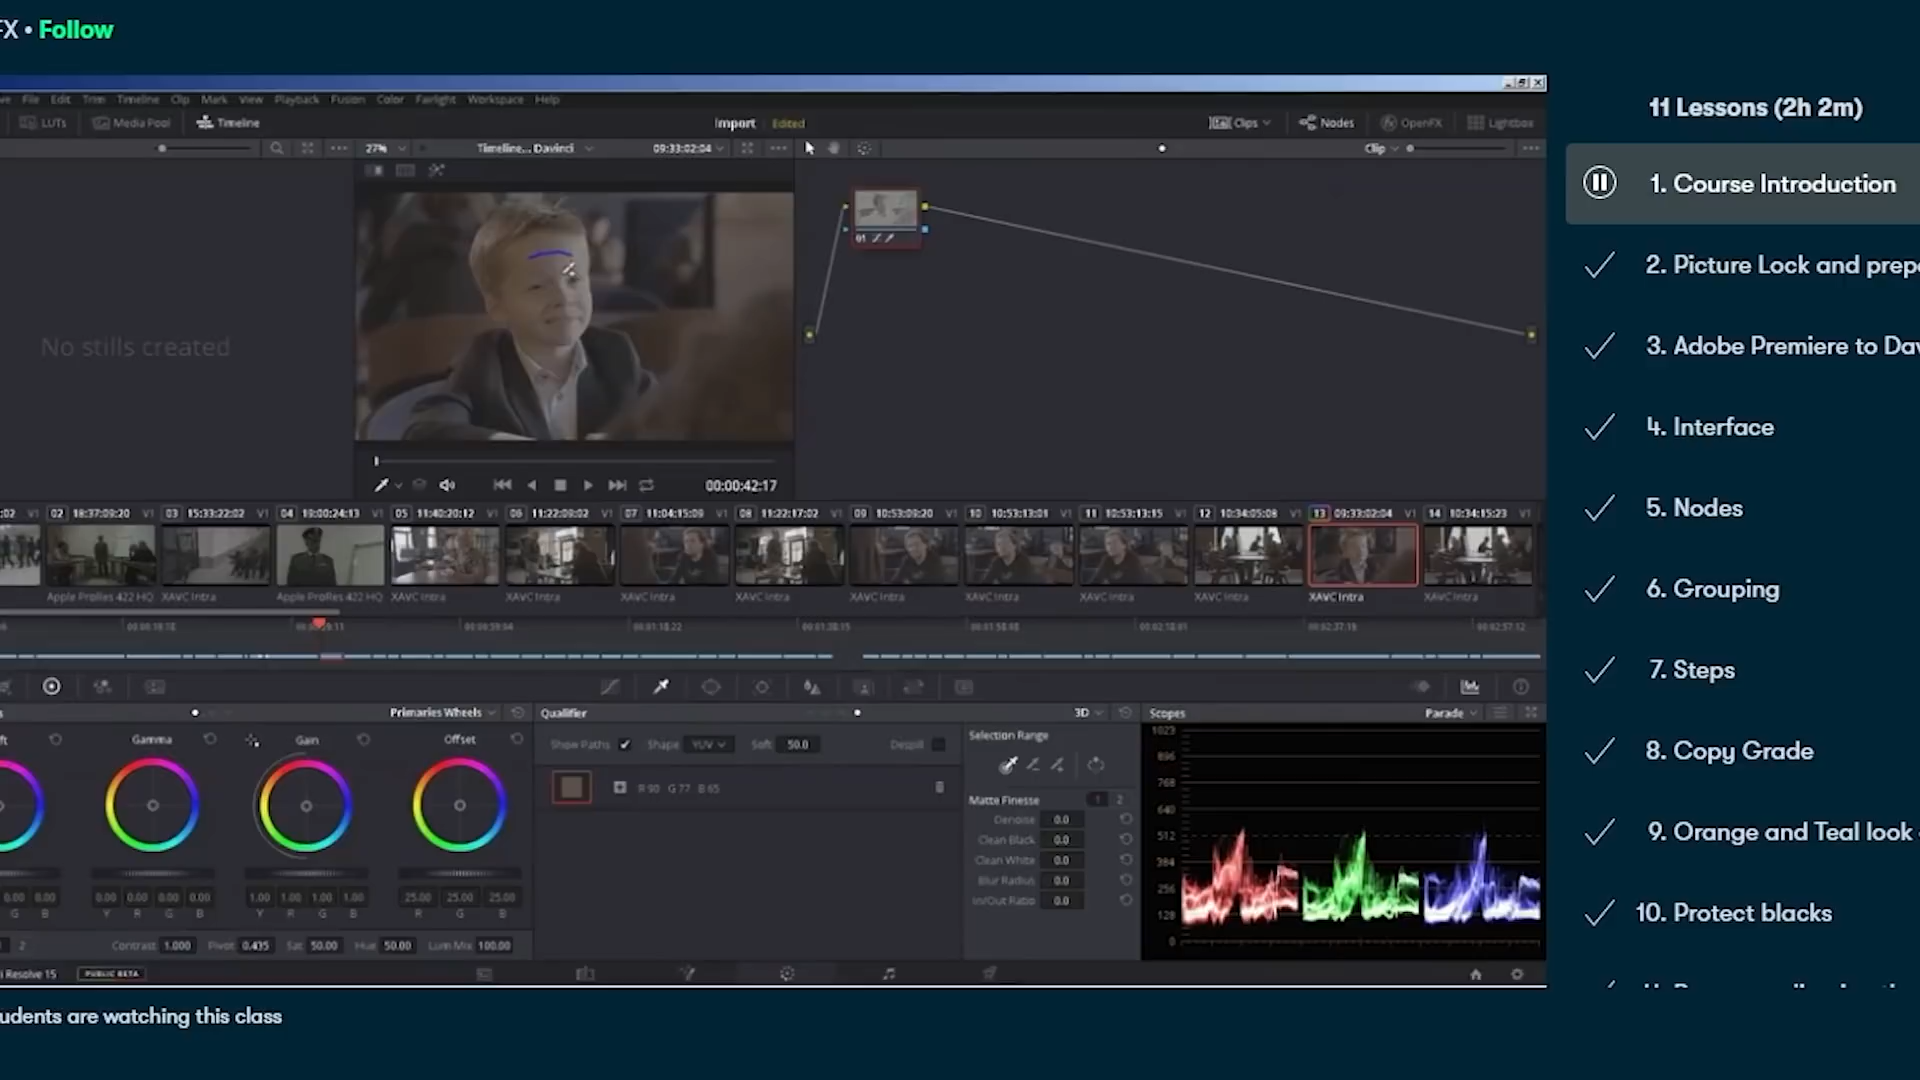 FX • Follow
11 Lessons (2h 2m)
1. Course Introduction
2. Picture Lock and prep
3. Adobe Premiere to Da
4. Interface
5. Nodes
6. Grouping
7. Steps
8. Copy Grade
9. Orange and Teal look
10. Protect blacks
File Edit Trim Timeline Clip Mark View Playback Fusion Color Fairlight Workspace Help
LUTs Media Pool Timeline Import Edited Clips Nodes OpenFX Lightbox
27% Timeline... Davinci 09:33:02:04 Clip
01
No stills created
00:00:42:17
:02 V1 02 18:37:09:20 V1 03 15:33:22:02 V1 04 19:00:24:13 V1 05 11:40:20:12 V1 06 11:22:09:02 V1 07 11:04:15:09 V1 08 11:22:17:02 V1 09 10:53:09:20 V1 10 10:53:13:01 V1 11 10:53:13:15 V1 12 10:34:05:08 V1 13 09:33:02:04 V1 14 10:34:15:23 V1
Apple ProRes 422 HQ XAVC Intra Apple ProRes 422 HQ XAVC Intra XAVC Intra XAVC Intra XAVC Intra XAVC Intra XAVC Intra XAVC Intra XAVC Intra XAVC Intra XAVC Intra
Primaries Wheels Qualifier 3D Scopes Parade
ft Gamma Gain Offset
Show Paths Shape YUV Soft 50.0 Despill
R 90 G 77 B 65
Selection Range
Matte Finesse 1 2
Denoise 0.0
Clean Black 0.0
Clean White 0.0
Blur Radius 0.0
In/Out Ratio 0.0
1023
896
768
640
512
384
256
128
0
0.00 0.00 0.00 0.00 0.00 0.00 1.00 1.00 1.00 1.00 25.00 25.00 25.00
G B Y R G B Y R G B R G B
2 Contrast 1.000 Pivot 0.435 Sat 50.00 Hue 50.00 Lum Mix 100.00
i Resolve 15 PUBLIC BETA
udents are watching this class